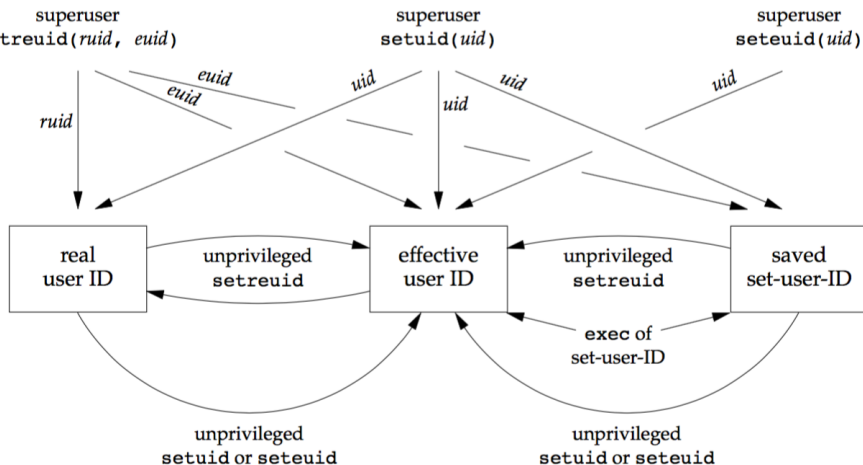 superuser
treuid(ruid, euid)
superuser
setuid(uid)
superuser
seteuid(uid)
euid
euid
uid
uid
uid
ruid
uid
real
user ID
unprivileged
setreuid
effective
user ID
unprivileged
setreuid
saved
set-user-ID
exec of
set-user-ID
unprivileged
setuid or seteuid
unprivileged
setuid or seteuid